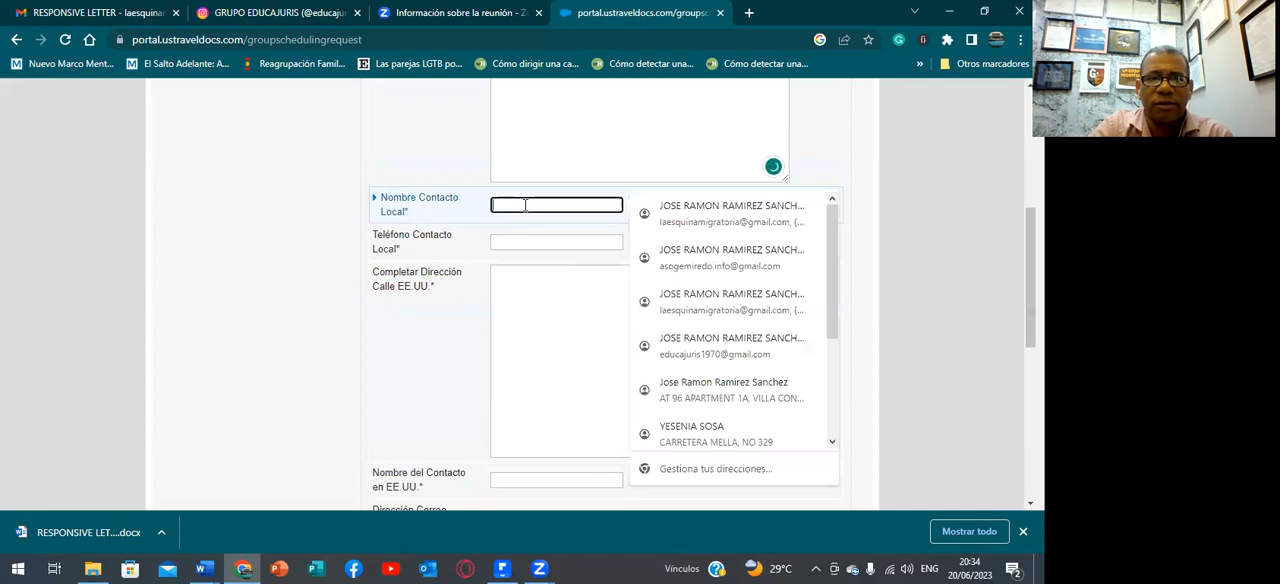 RESPONSIVE LETTER - laesquinas
GRUPO EDUCAJURIS (@educajuri
Información sobre la reunión - Zo
portal.ustraveldocs.com/groupsc
portal.ustraveldocs.com/groupschedulingrequest
Nuevo Marco Ment...
El Salto Adelante: A...
Reagrupación Famil...
Las parejas LGTB po...
Cómo dirigir una ca...
Cómo detectar una...
Cómo detectar una...
»
Otros marcadores
Nombre Contacto
Local*
Teléfono Contacto
Local*
Completar Dirección
Calle EE.UU.*
JOSE RAMON RAMIREZ SANCH...
laesquinamigratoria@gmail.com, (...
JOSE RAMON RAMIREZ SANCH...
asogemiredo.info@gmail.com
JOSE RAMON RAMIREZ SANCH...
laesquinamigratoria@gmail.com, (...
JOSE RAMON RAMIREZ SANCH...
educajuris1970@gmail.com
Jose Ramon Ramirez Sanchez
AT 96 APARTMENT 1A, VILLA CON...
YESENIA SOSA
CARRETERA MELLA, NO 329
Gestiona tus direcciones...
Nombre del Contacto
en EE.UU.*
Dirección Correo
RESPONSIVE LET....docx
Mostrar todo
Vínculos
29°C
ENG
20:34
20/06/2023
2